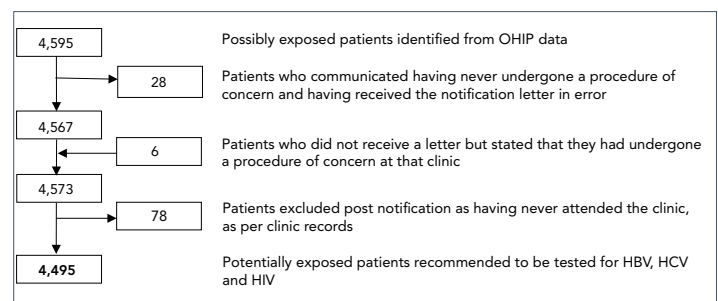 4,595
Possibly exposed patients identified from OHIP data
28
Patients who communicated having never undergone a procedure of
concern and having received the notification letter in error
4,567
6
Patients who did not receive a letter but stated that they had undergone
a procedure of concern at that clinic
4,573
78
Patients excluded post notification as having never attended the clinic,
as per clinic records
4,495
Potentially exposed patients recommended to be tested for HBV, HCV
and HIV